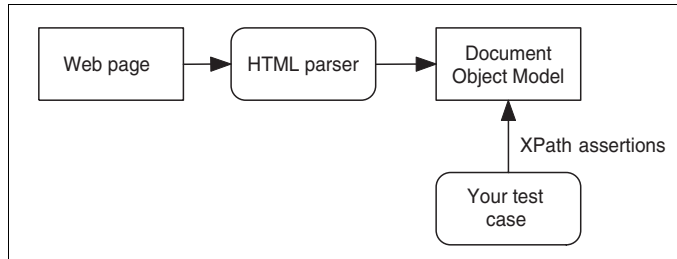 Web page
HTML parser
Document
Object Model
XPath assertions
Your test
case